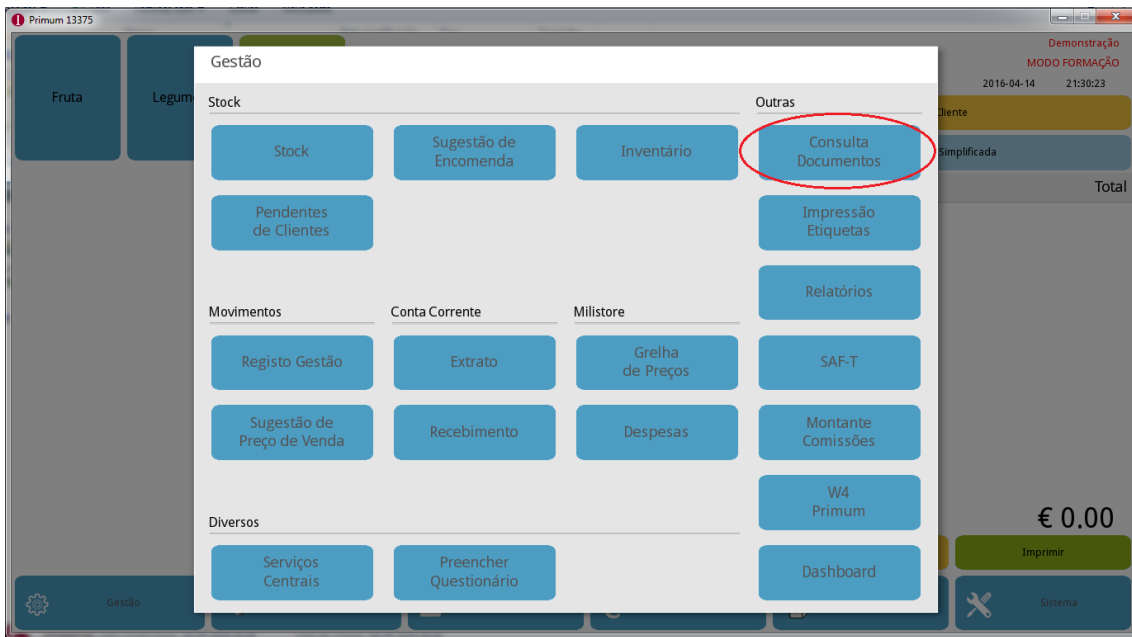 Primum 13375
Demonstração
MODO FORMAÇÃO
2016-04-14 21:30:23
Fruta
Legum
Cliente
Simplificada
Total
Gestão
Stock
Outras
Stock
Sugestão de
Encomenda
Inventário
Consulta
Documentos
Pendentes
de Clientes
Impressão
Etiquetas
Relatórios
Movimentos
Conta Corrente
Milistore
Registo Gestão
Extrato
Grelha
de Preços
SAF-T
Sugestão de
Preço de Venda
Recebimento
Despesas
Montante
Comissões
W4
Primum
Diversos
Serviços
Centrais
Preencher
Questionário
Dashboard
€ 0.00
Imprimir
Gestão
Sistema